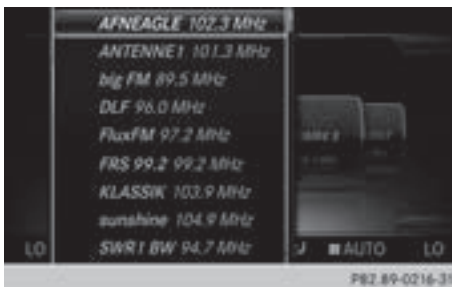 AFNEAGLE 102.3 MHz
ANTENNE1 101.3 MHz
big FM 89.5 MHz
DLF 96.0 MHz
FluxFM 97.2 MHz
FRS 99.2 99.2 MHz
KLASSIK 103.9 MHz
sunshine 104.9 MHz
SWR1 BW 94.7 MHz
LO AUTO LO
P82.89-0216-31